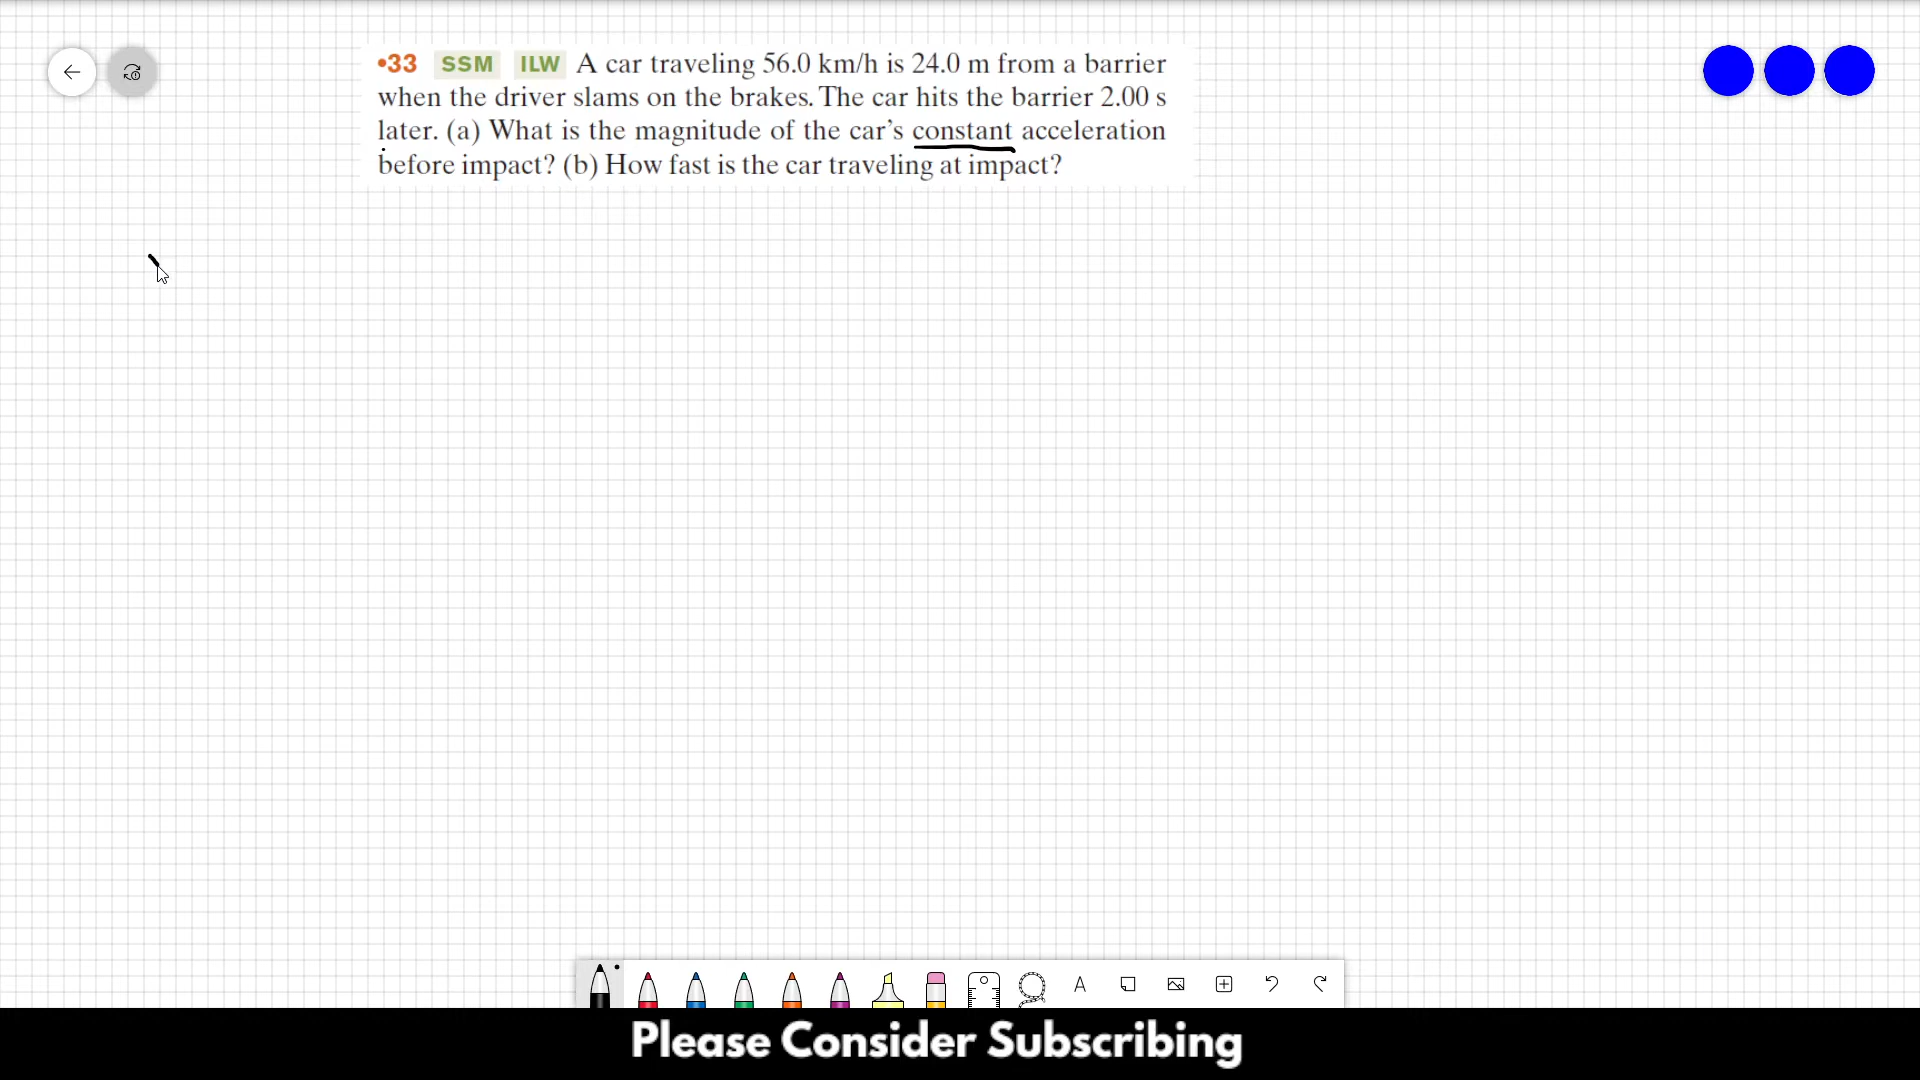 •33 SSM ILW A car traveling 56.0 km/h is 24.0 m from a barrier
when the driver slams on the brakes. The car hits the barrier 2.00 s
later. (a) What is the magnitude of the car’s constant acceleration
before impact? (b) How fast is the car traveling at impact?
A
Please Consider Subscribing